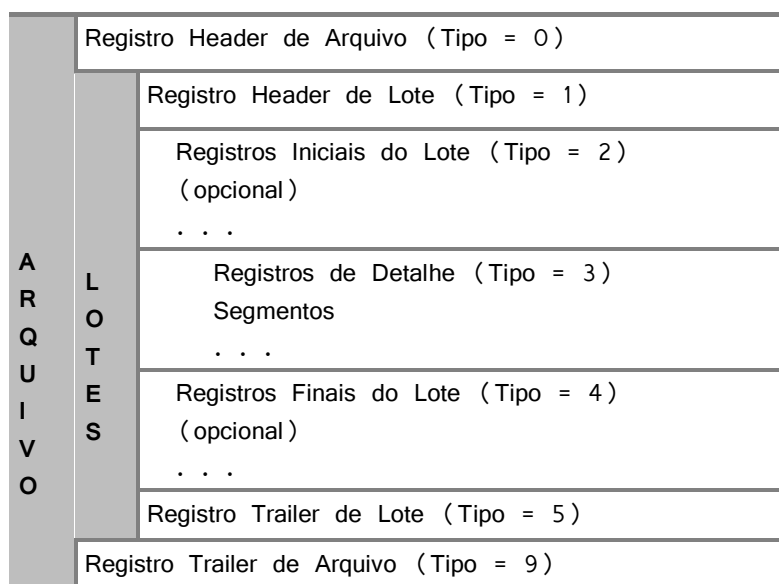 Registro Header de Arquivo (Tipo = 0)
Registro Header de Lote (Tipo = 1)
Registros Iniciais do Lote (Tipo = 2)
(opcional)
. . .
Registros de Detalhe (Tipo = 3)
Segmentos
. . .
Registros Finais do Lote (Tipo = 4)
(opcional)
. . .
Registro Trailer de Lote (Tipo = 5)
Registro Trailer de Arquivo (Tipo = 9)
A
R
Q
U
I
V
O
L
O
T
E
S